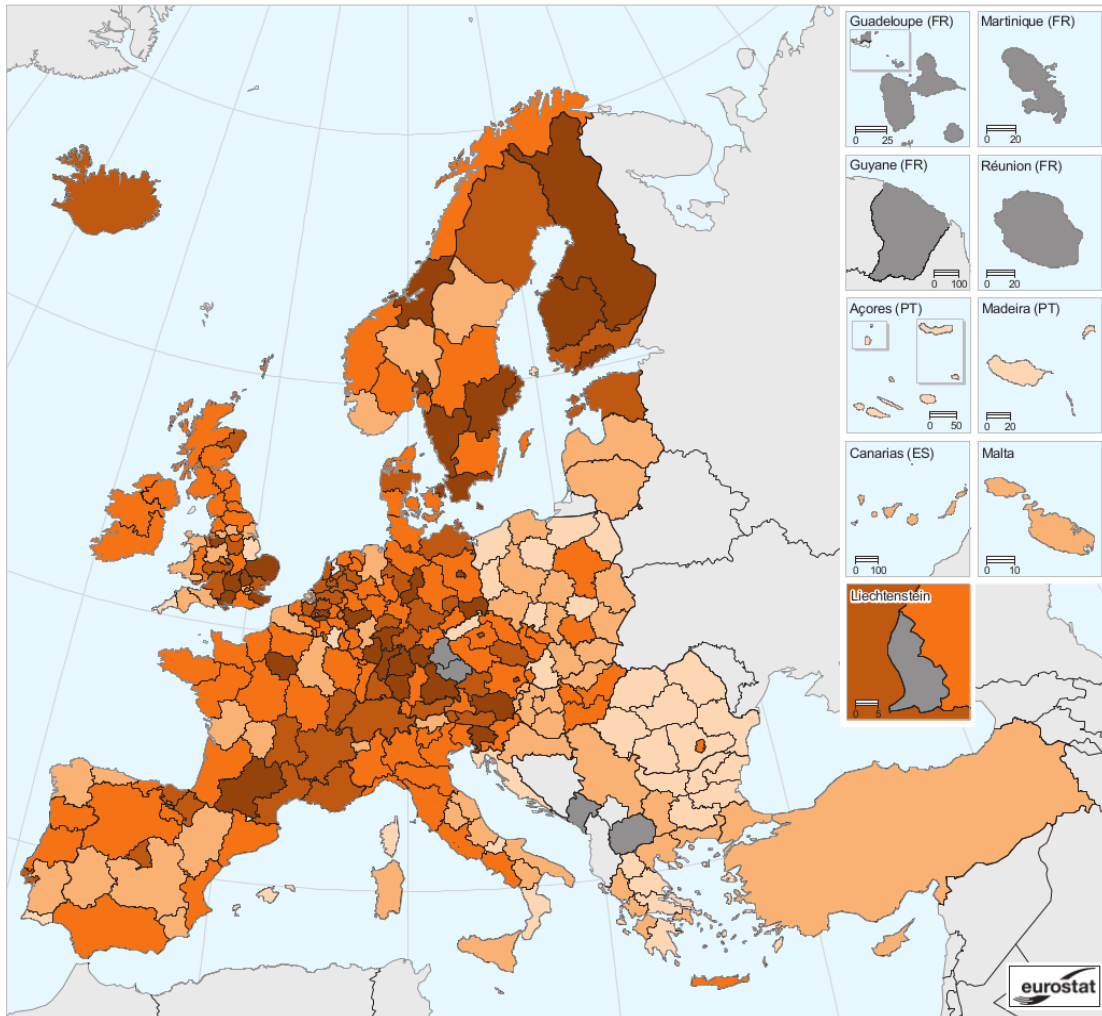 Guadeloupe (FR)
0 25
Martinique (FR)
0 20
Guyane (FR)
0 100
Réunion (FR)
0 20
Açores (PT)
0 50
Madeira (PT)
0 20
Canarias (ES)
0 100
Malta
0 10
Liechtenstein
0 5
eurostat